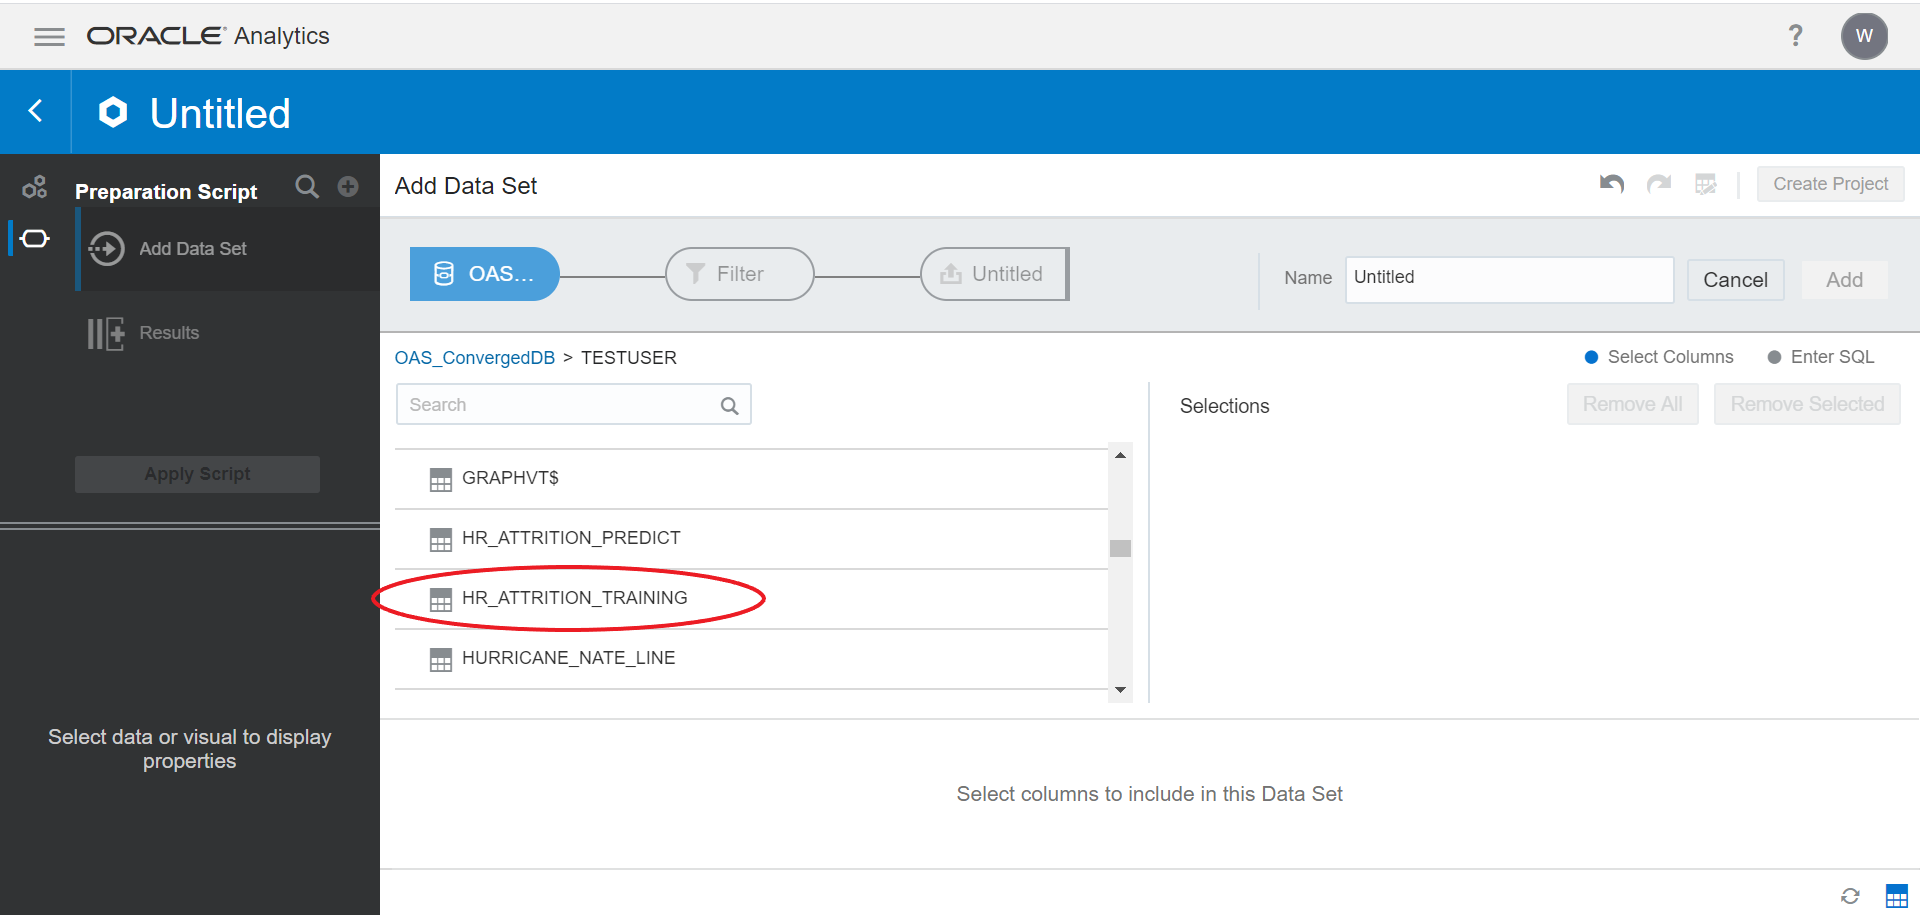 ORACLE Analytics
? W
Untitled
Preparation Script
Add Data Set
Results
Apply Script
Select data or visual to display
properties
Add Data Set
Create Project
OAS...
Filter
Untitled
Name Untitled Cancel Add
OAS_ConvergedDB > TESTUSER
Select Columns Enter SQL
Search
Selections
Remove All Remove Selected
GRAPHVT$
HR_ATTRITION_PREDICT
HR_ATTRITION_TRAINING
HURRICANE_NATE_LINE
Select columns to include in this Data Set